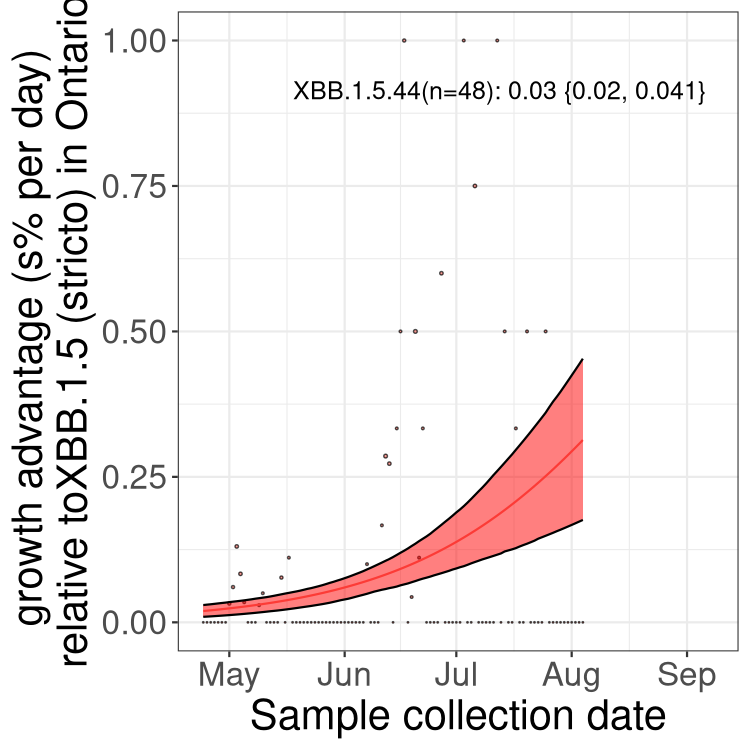 growth advantage (s% per day)
relative toXBB.1.5 (stricto) in Ontario
1.00
0.75
0.50
0.25
0.00
XBB.1.5.44(n=48): 0.03 {0.02, 0.041}
May Jun Jul Aug Sep
Sample collection date